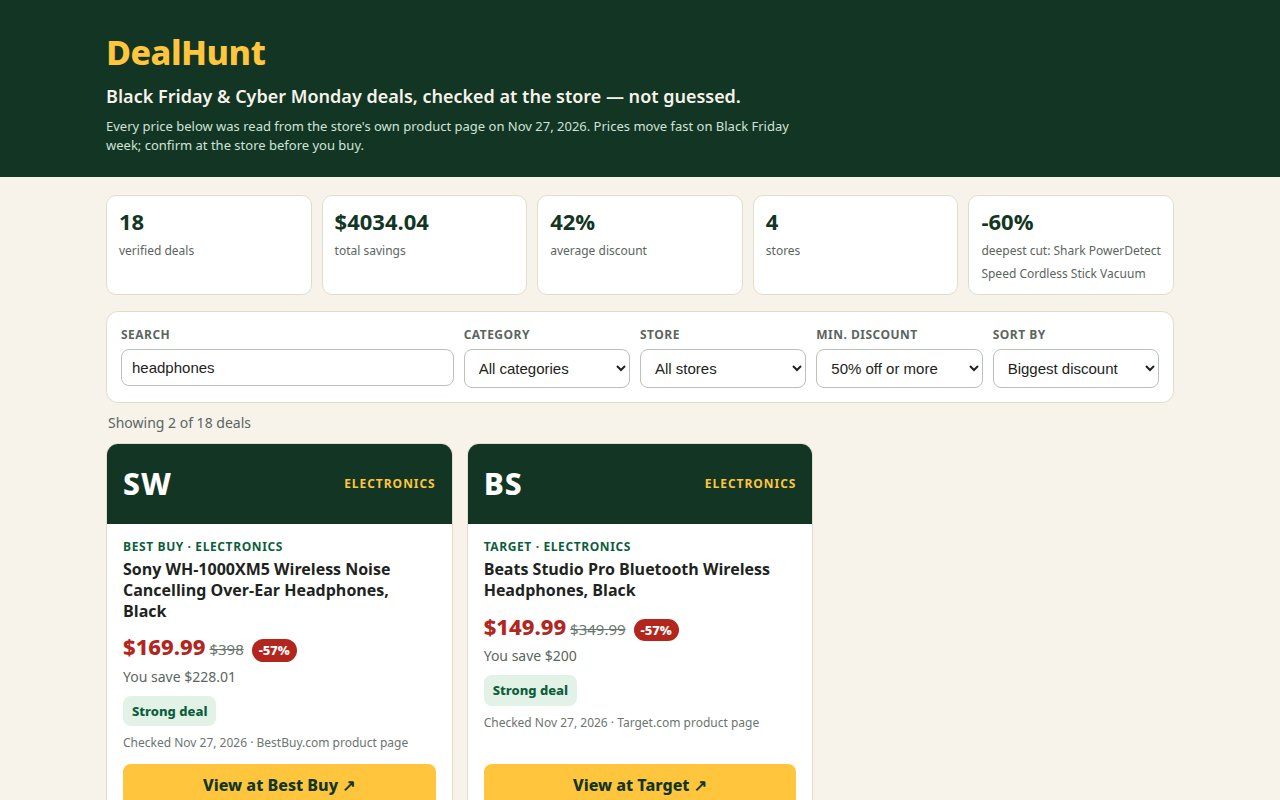 DealHunt
Black Friday & Cyber Monday deals, checked at the store — not guessed.
Every price below was read from the store's own product page on Nov 27, 2026. Prices move fast on Black Friday
week; confirm at the store before you buy.
18
verified deals
$4034.04
total savings
42%
average discount
4
stores
-60%
deepest cut: Shark PowerDetect
Speed Cordless Stick Vacuum
SEARCH
headphones
CATEGORY
All categories
STORE
All stores
MIN. DISCOUNT
50% off or more
SORT BY
Biggest discount
Showing 2 of 18 deals
SW
ELECTRONICS
BEST BUY · ELECTRONICS
Sony WH-1000XM5 Wireless Noise
Cancelling Over-Ear Headphones,
Black
$169.99 $398 -57%
You save $228.01
Strong deal
Checked Nov 27, 2026 · BestBuy.com product page
View at Best Buy ↗
BS
ELECTRONICS
TARGET · ELECTRONICS
Beats Studio Pro Bluetooth Wireless
Headphones, Black
$149.99 $349.99 -57%
You save $200
Strong deal
Checked Nov 27, 2026 · Target.com product page
View at Target ↗